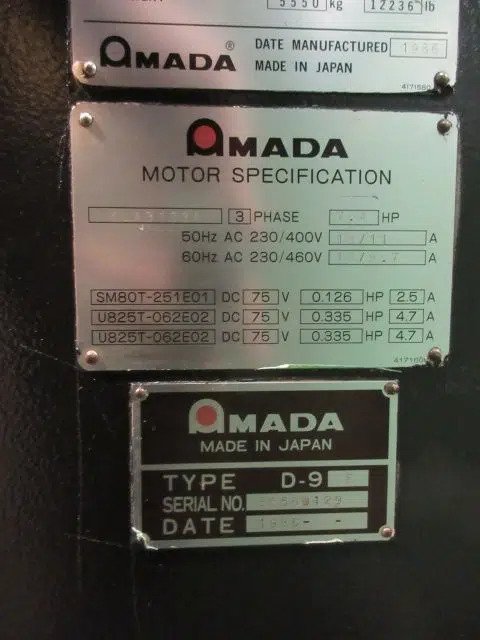 5550 kg 12236 lb
AMADA® DATE MANUFACTURED 1986
MADE IN JAPAN
AMADA
MOTOR SPECIFICATION
3 PHASE HP
50Hz AC 230/400V A
60Hz AC 230/460V A
SM80T-251E01 DC 75 V 0.126 HP 2.5 A
U825T-062E02 DC 75 V 0.335 HP 4.7 A
U825T-062E02 DC 75 V 0.335 HP 4.7 A
AMADA
MADE IN JAPAN
TYPE D-9
SERIAL NO.
DATE 1986- -